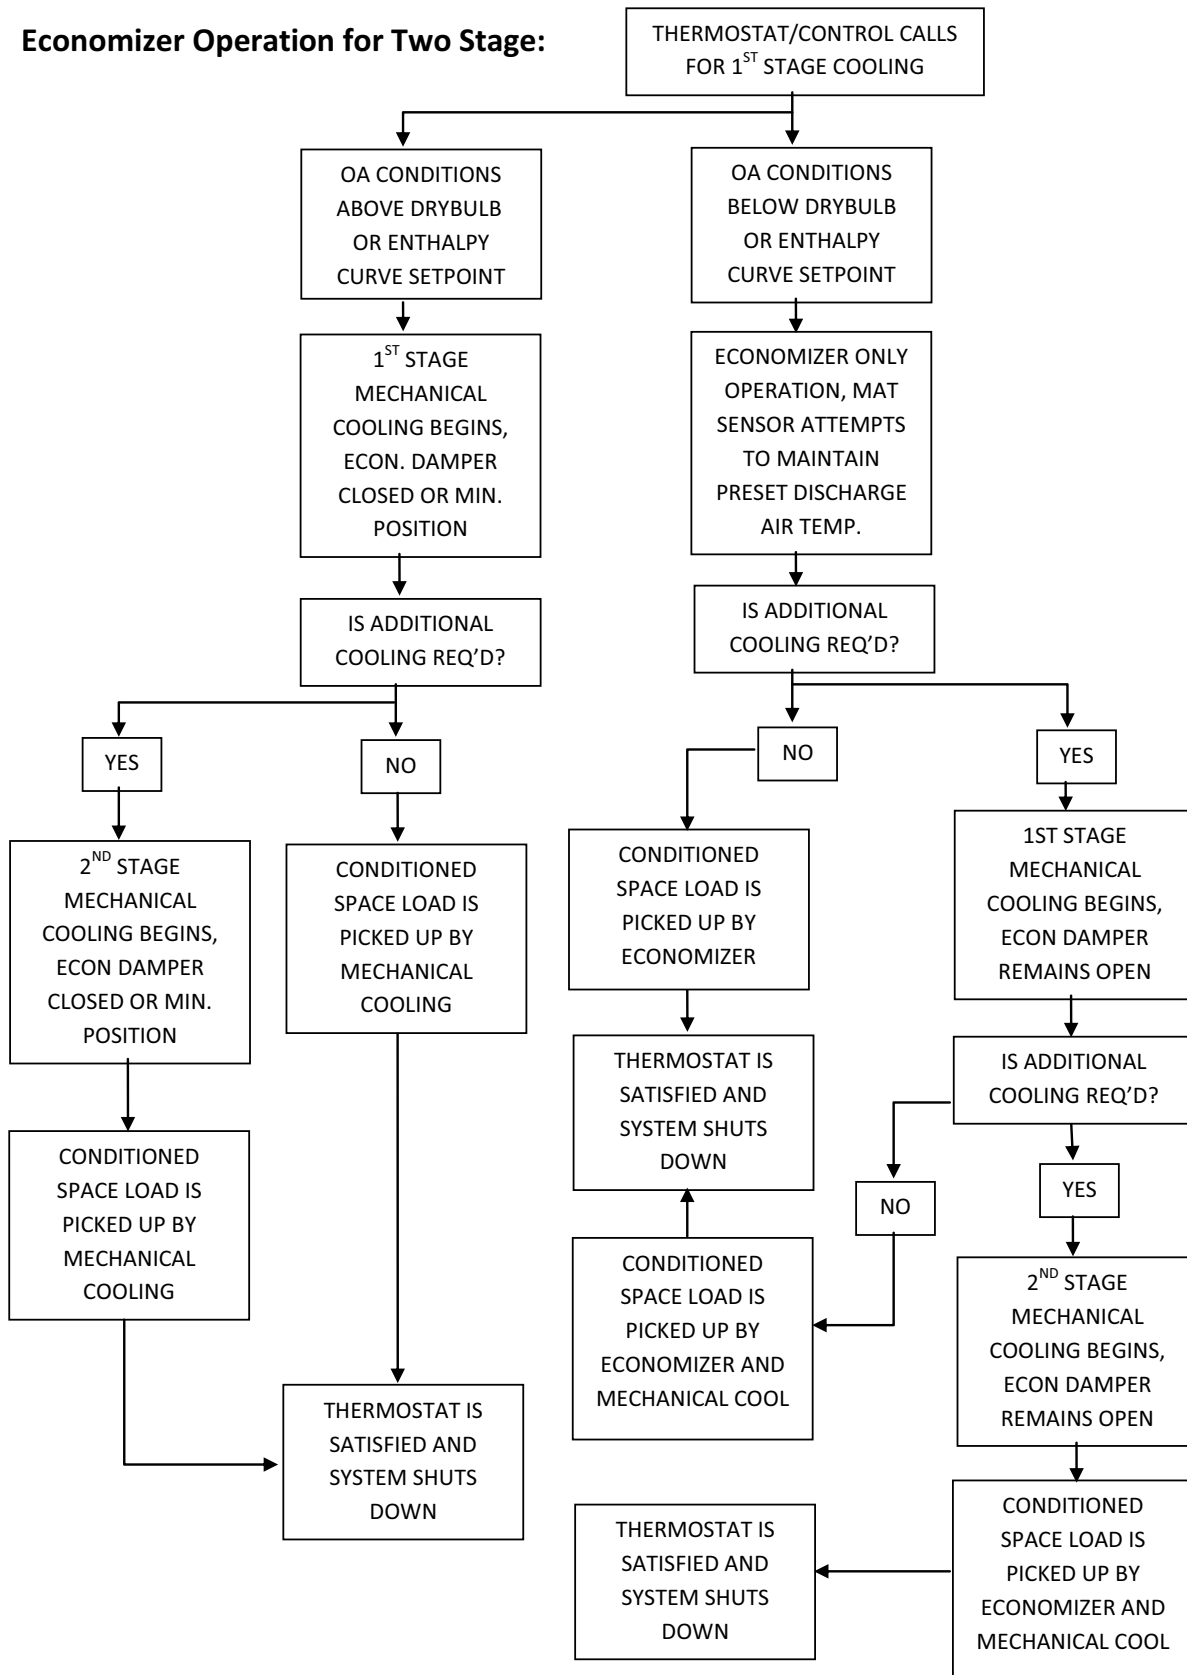 Economizer Operation for Two Stage:
THERMOSTAT/CONTROL CALLS
FOR 1ST STAGE COOLING
OA CONDITIONS
ABOVE DRYBULB
OR ENTHALPY
CURVE SETPOINT
OA CONDITIONS
BELOW DRYBULB
OR ENTHALPY
CURVE SETPOINT
1ST STAGE
MECHANICAL
COOLING BEGINS,
ECON. DAMPER
CLOSED OR MIN.
POSITION
ECONOMIZER ONLY
OPERATION, MAT
SENSOR ATTEMPTS
TO MAINTAIN
PRESET DISCHARGE
AIR TEMP.
IS ADDITIONAL
COOLING REQ’D?
IS ADDITIONAL
COOLING REQ’D?
YES
NO
NO
YES
2ND STAGE
MECHANICAL
COOLING BEGINS,
ECON DAMPER
CLOSED OR MIN.
POSITION
CONDITIONED
SPACE LOAD IS
PICKED UP BY
MECHANICAL
COOLING
CONDITIONED
SPACE LOAD IS
PICKED UP BY
ECONOMIZER
1ST STAGE
MECHANICAL
COOLING BEGINS,
ECON DAMPER
REMAINS OPEN
THERMOSTAT IS
SATISFIED AND
SYSTEM SHUTS
DOWN
IS ADDITIONAL
COOLING REQ’D?
CONDITIONED
SPACE LOAD IS
PICKED UP BY
MECHANICAL
COOLING
NO
YES
CONDITIONED
SPACE LOAD IS
PICKED UP BY
ECONOMIZER AND
MECHANICAL COOL
2ND STAGE
MECHANICAL
COOLING BEGINS,
ECON DAMPER
REMAINS OPEN
THERMOSTAT IS
SATISFIED AND
SYSTEM SHUTS
DOWN
THERMOSTAT IS
SATISFIED AND
SYSTEM SHUTS
DOWN
CONDITIONED
SPACE LOAD IS
PICKED UP BY
ECONOMIZER AND
MECHANICAL COOL